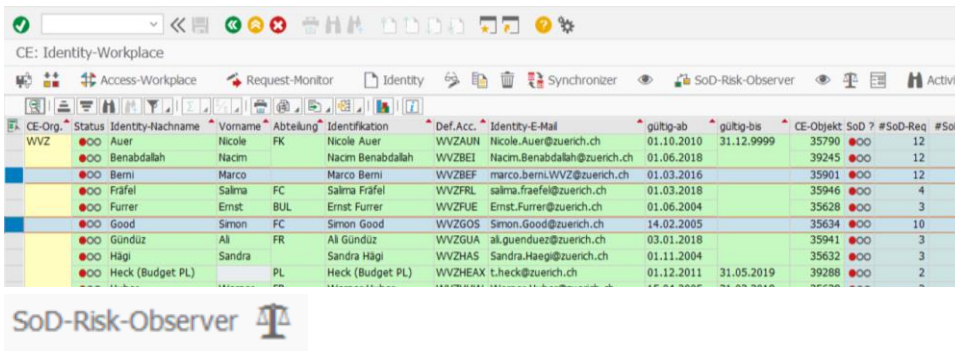 CE: Identity-Workplace
Access-Workplace Request-Monitor Identity Synchronizer SoD-Risk-Observer Activi
CE-Org. Status Identity-Nachname Vorname Abteilung Identifikation Def.Acc. Identity-E-Mail gültig-ab gültig-bis CE-Objekt SoD ? #SoD-Req #Sol
WVZ Auer Nicole FK Nicole Auer WVZAUN Nicole.Auer@zuerich.ch 01.10.2010 31.12.9999 35790 12
Benabdallah Nacim Nacim Benabdallah WVZBEI Nacim.Benabdallah@zuerich.ch 01.06.2018 39245 12
Berni Marco Marco Berni WVZBEF marco.berni.WVZ@zuerich.ch 01.03.2016 35901 12
Fräfel Salima FC Salima Fräfel WVZFRL salima.fraefel@zuerich.ch 01.03.2018 35946 4
Furrer Ernst BUL Ernst Furrer WVZFUE Ernst.Furrer@zuerich.ch 01.06.2004 35628 3
Good Simon FC Simon Good WVZGOS Simon.Good@zuerich.ch 14.02.2005 35634 10
Gündüz Ali FR Ali Gündüz WVZGUA ali.guenduez@zuerich.ch 03.01.2018 35941 3
Hägi Sandra Sandra Hägi WVZHAS Sandra.Haegi@zuerich.ch 01.11.2004 35632 3
Heck (Budget PL) PL Heck (Budget PL) WVZHEAX t.heck@zuerich.ch 01.12.2011 31.05.2019 39288 2
SoD-Risk-Observer